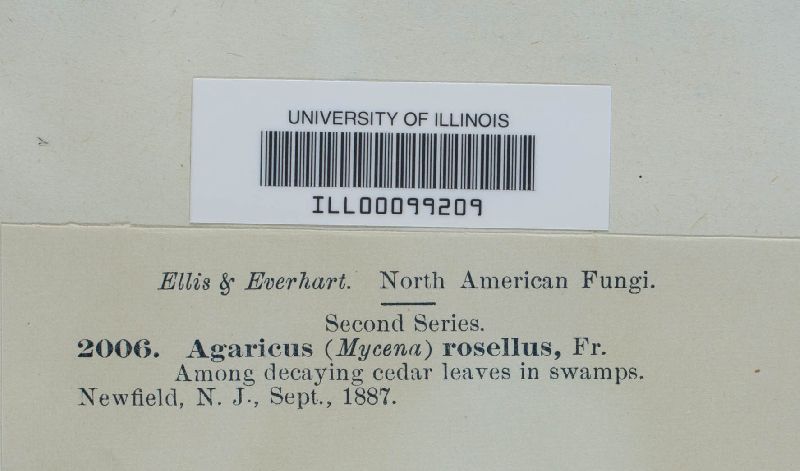 UNIVERSITY OF ILLINOIS
ILL00099209
Ellis & Everhart. North American Fungi.
Second Series.
2006. Agaricus (Mycena) rosellus, Fr.
Among decaying cedar leaves in swamps.
Newfield, N. J., Sept., 1887.